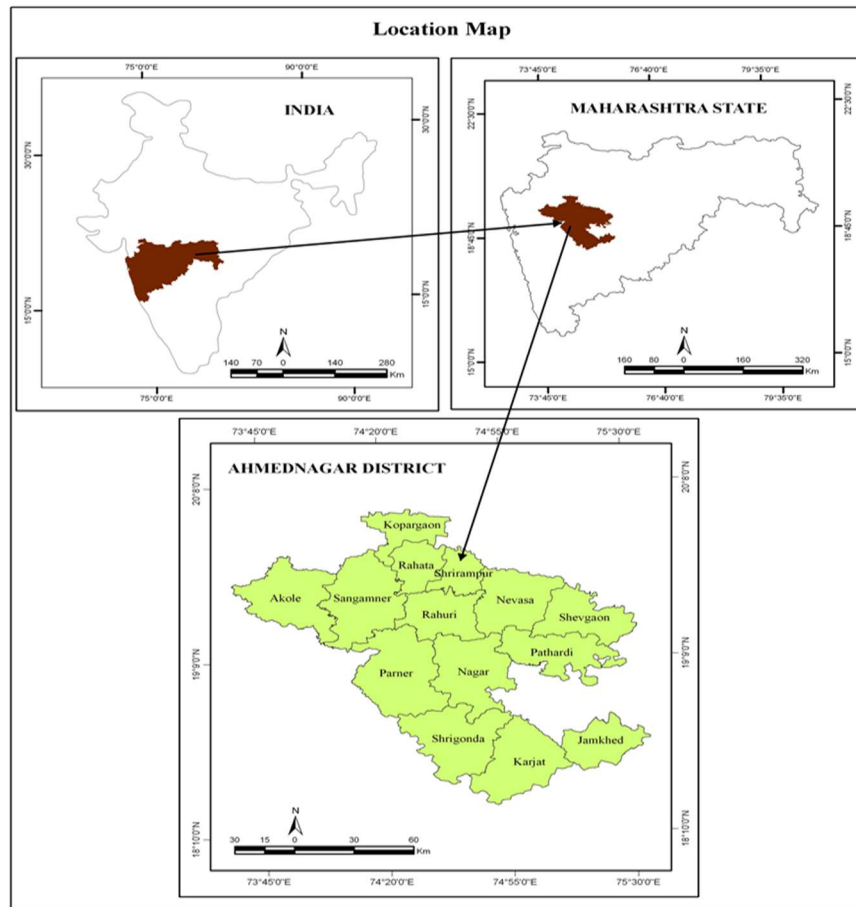 Location Map
75°0'0"E 90°0'0"E
INDIA
30°0'0"N
30°0'0"N
15°0'0"N
15°0'0"N
N
140 70 0 140 280
Km
75°0'0"E 90°0'0"E
73°45'0"E 76°40'0"E 79°35'0"E
MAHARASHTRA STATE
22°30'0"N
22°30'0"N
18°45'0"N
18°45'0"N
15°0'0"N
15°0'0"N
N
160 80 0 160 320
Km
73°45'0"E 76°40'0"E 79°35'0"E
73°45'0"E 74°20'0"E 74°55'0"E 75°30'0"E
AHMEDNAGAR DISTRICT
20°8'0"N
20°8'0"N
Kopargaon
Rahata
Shrirampur
Akole
Sangamner
Rahuri
Nevasa
Shevgaon
Pathardi
19°9'0"N
19°9'0"N
Parner
Nagar
Shrigonda
Karjat
Jamkhed
18°10'0"N
18°10'0"N
N
30 15 0 30 60
Km
73°45'0"E 74°20'0"E 74°55'0"E 75°30'0"E